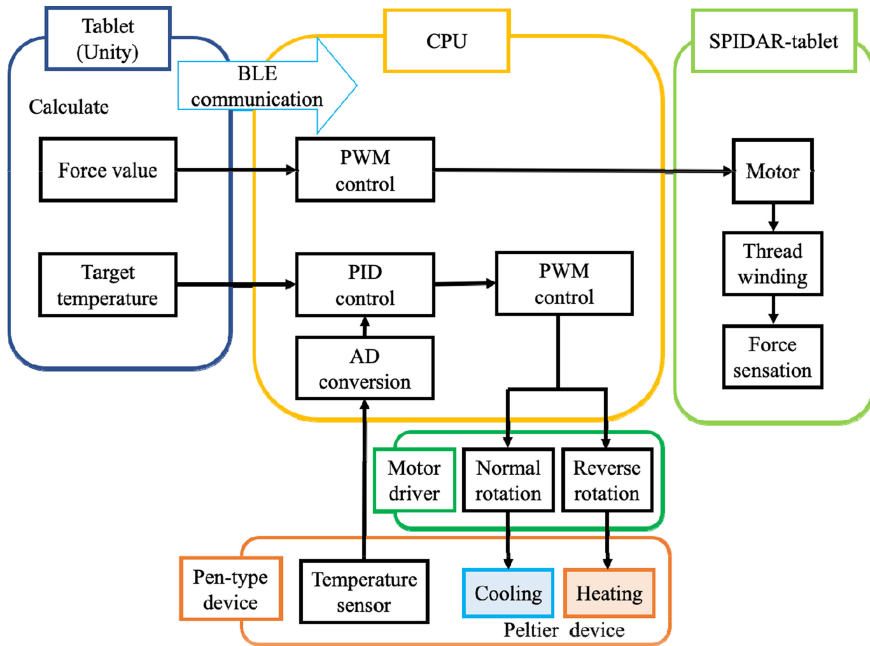 Tablet
(Unity)
CPU
SPIDAR-tablet
BLE
communication
Calculate
Force value
PWM
control
Motor
Target
temperature
PID
control
PWM
control
Thread
winding
AD
conversion
Force
sensation
Motor
driver
Normal
rotation
Reverse
rotation
Pen-type
device
Temperature
sensor
Cooling
Heating
Peltier device